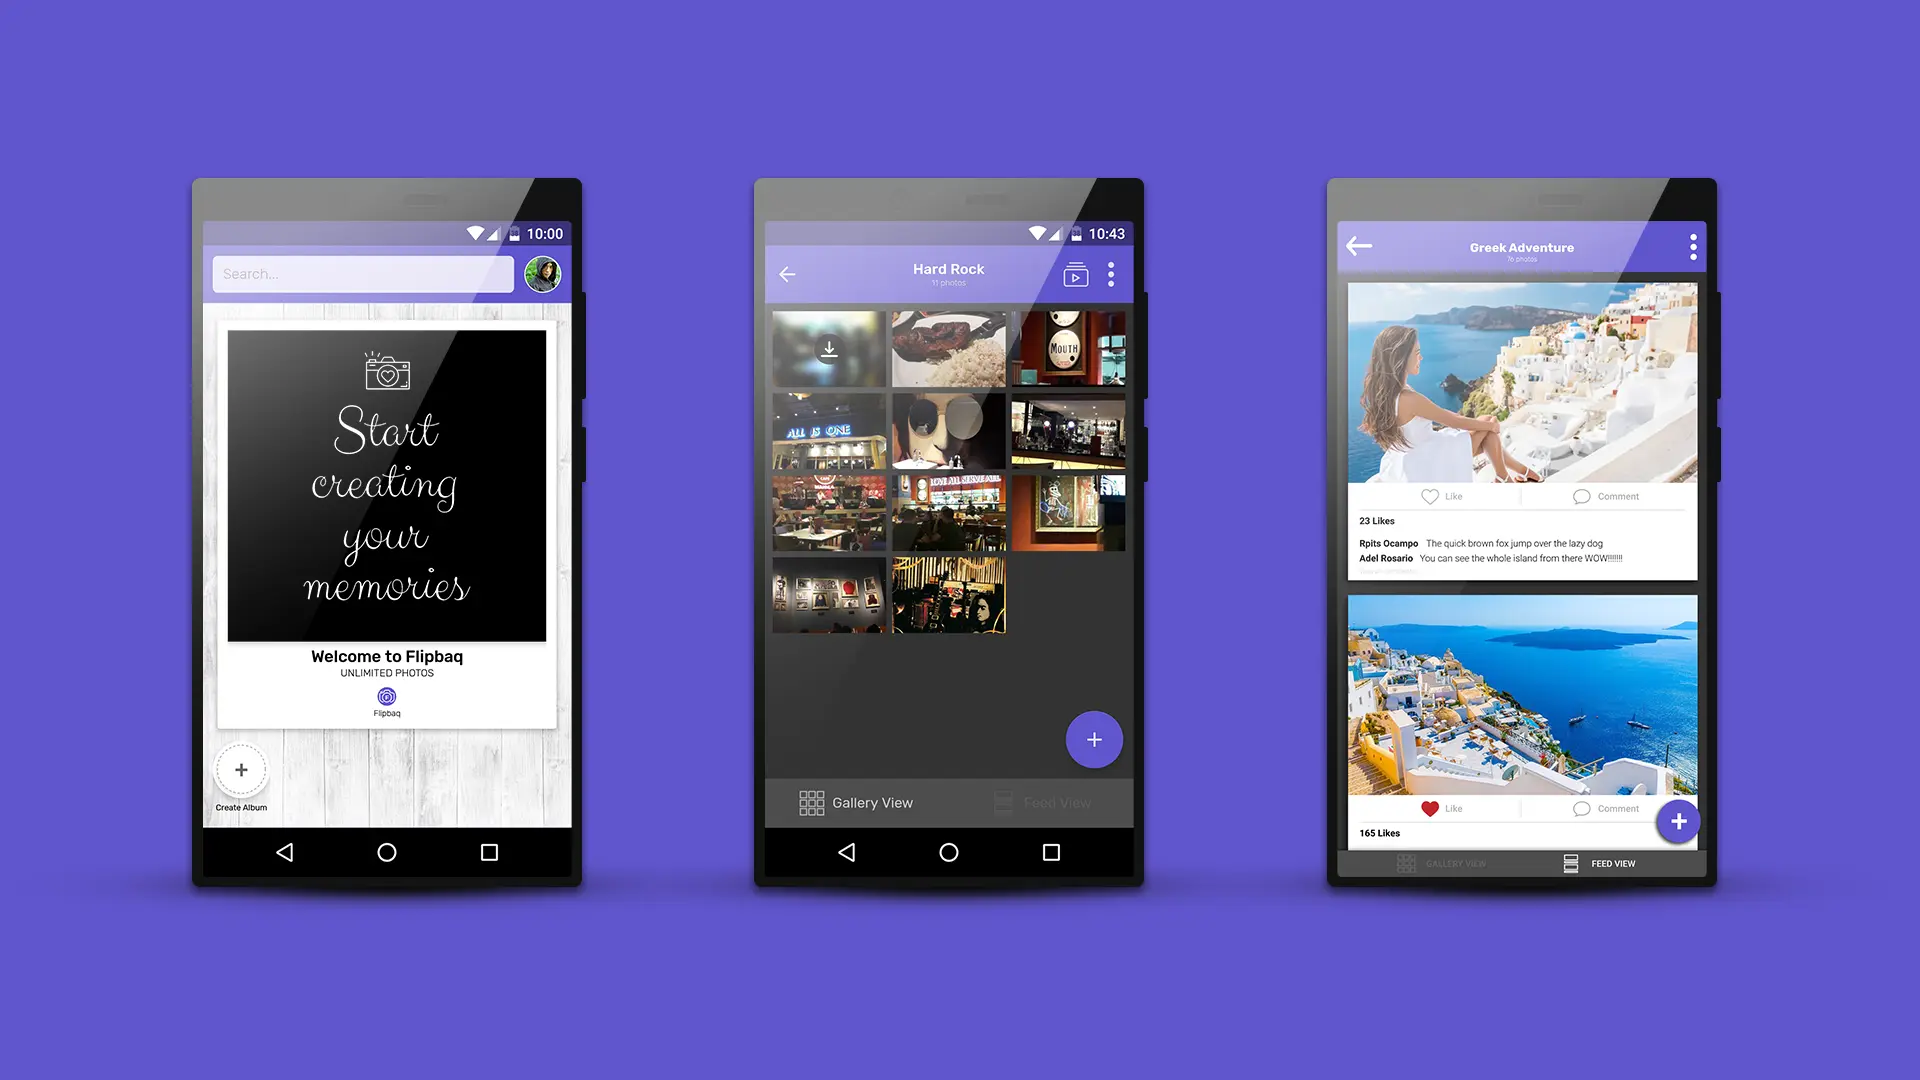 10:00
Search...
Start
creating
your
memories
Welcome to Flipbaq
UNLIMITED PHOTOS
Flipbaq
Create Album
10:43
Hard Rock
11 photos
MOUTH
ALL IS ONE
LOVE ALL SERVE ALL
Gallery View
Feed View
Greek Adventure
76 photos
Like
Comment
23 Likes
Rpits Ocampo The quick brown fox jump over the lazy dog
Adel Rosario You can see the whole island from there WOW!!!!!!!
Like
Comment
165 Likes
GALLERY VIEW
FEED VIEW